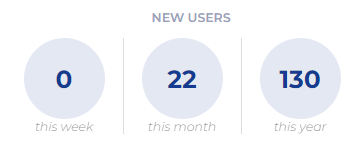 NEW USERS
0
22
130
this week
this month
this year